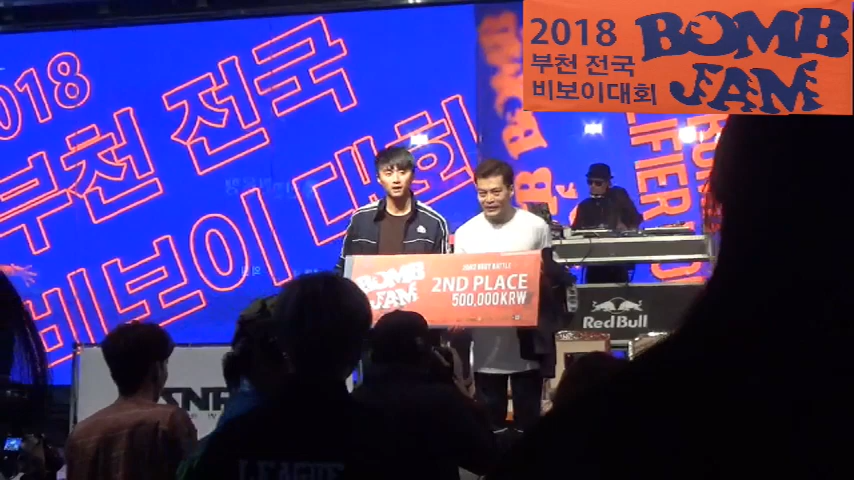 2018
부천 전국
비보이대회
BOMB
JAM
2018
부천 전국
비보이 대회
BOMB
JAM
2ND PLACE
500,000KRW
Red Bull
LEAGUE